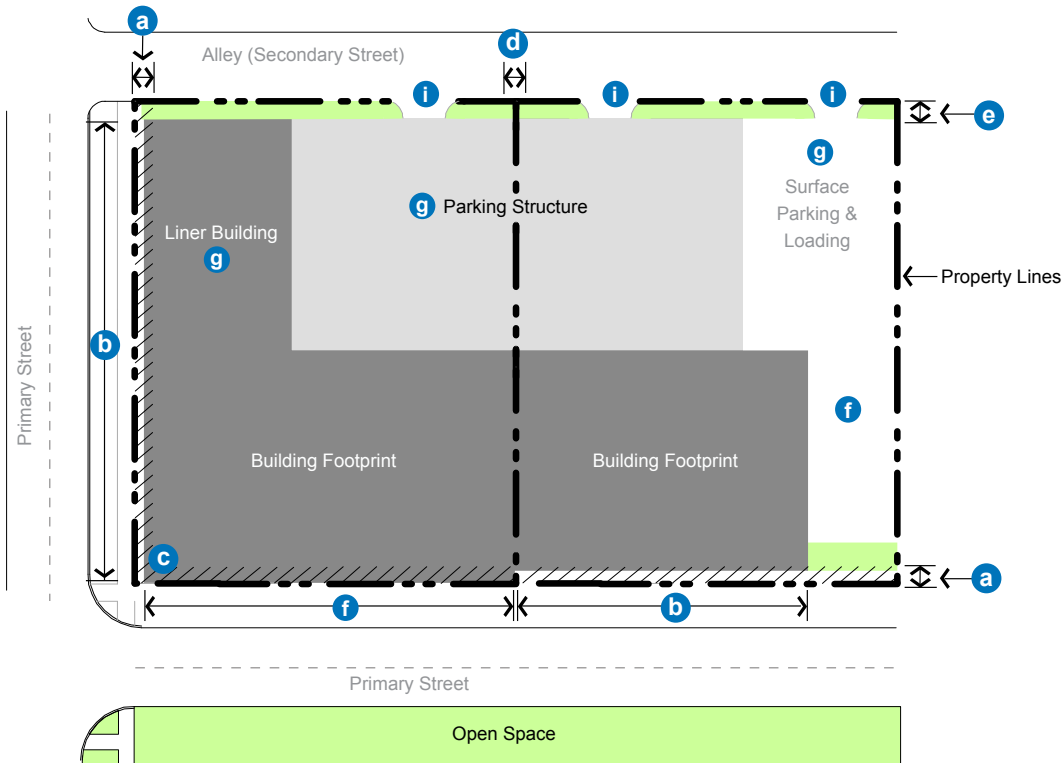 a
d
Alley (Secondary Street)
i
i
i
e
g
Surface
Parking &
Loading
g Parking Structure
Liner Building
g
Property Lines
b
Primary Street
f
Building Footprint
Building Footprint
c
a
f
b
Primary Street
Open Space